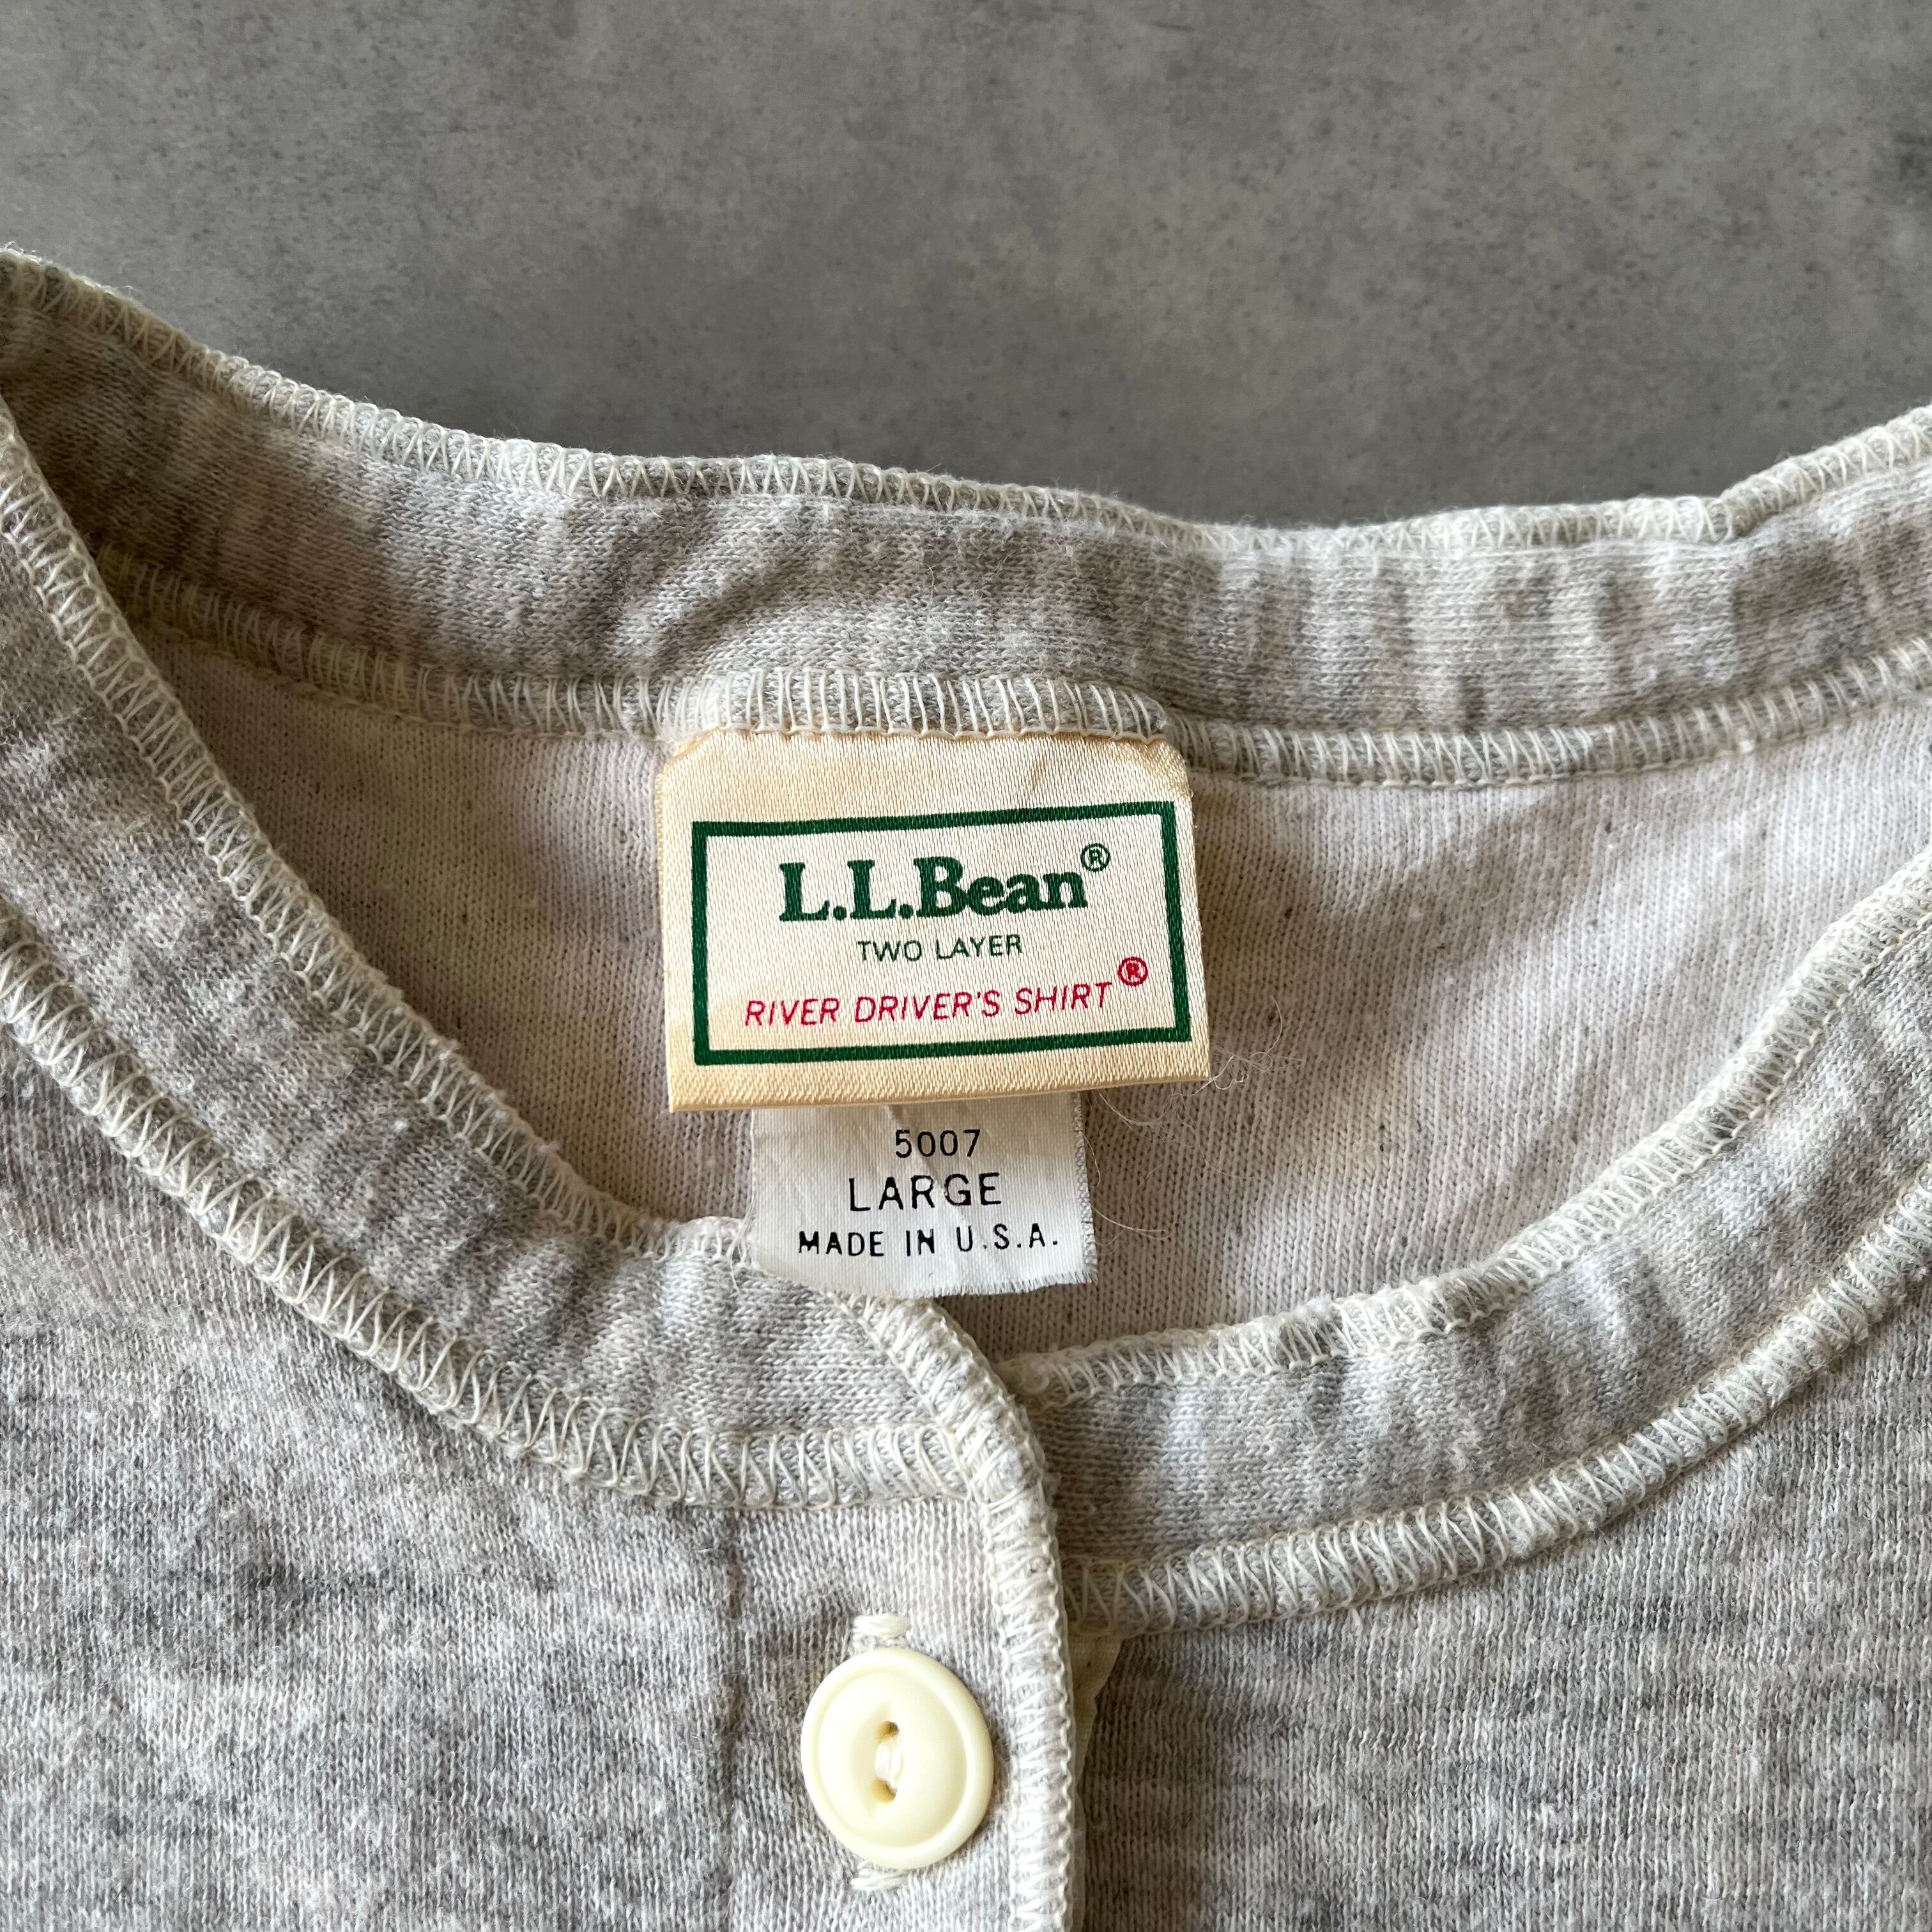 L.L.Bean®
TWO LAYER
RIVER DRIVER'S SHIRT®
5007
LARGE
MADE IN U.S.A.